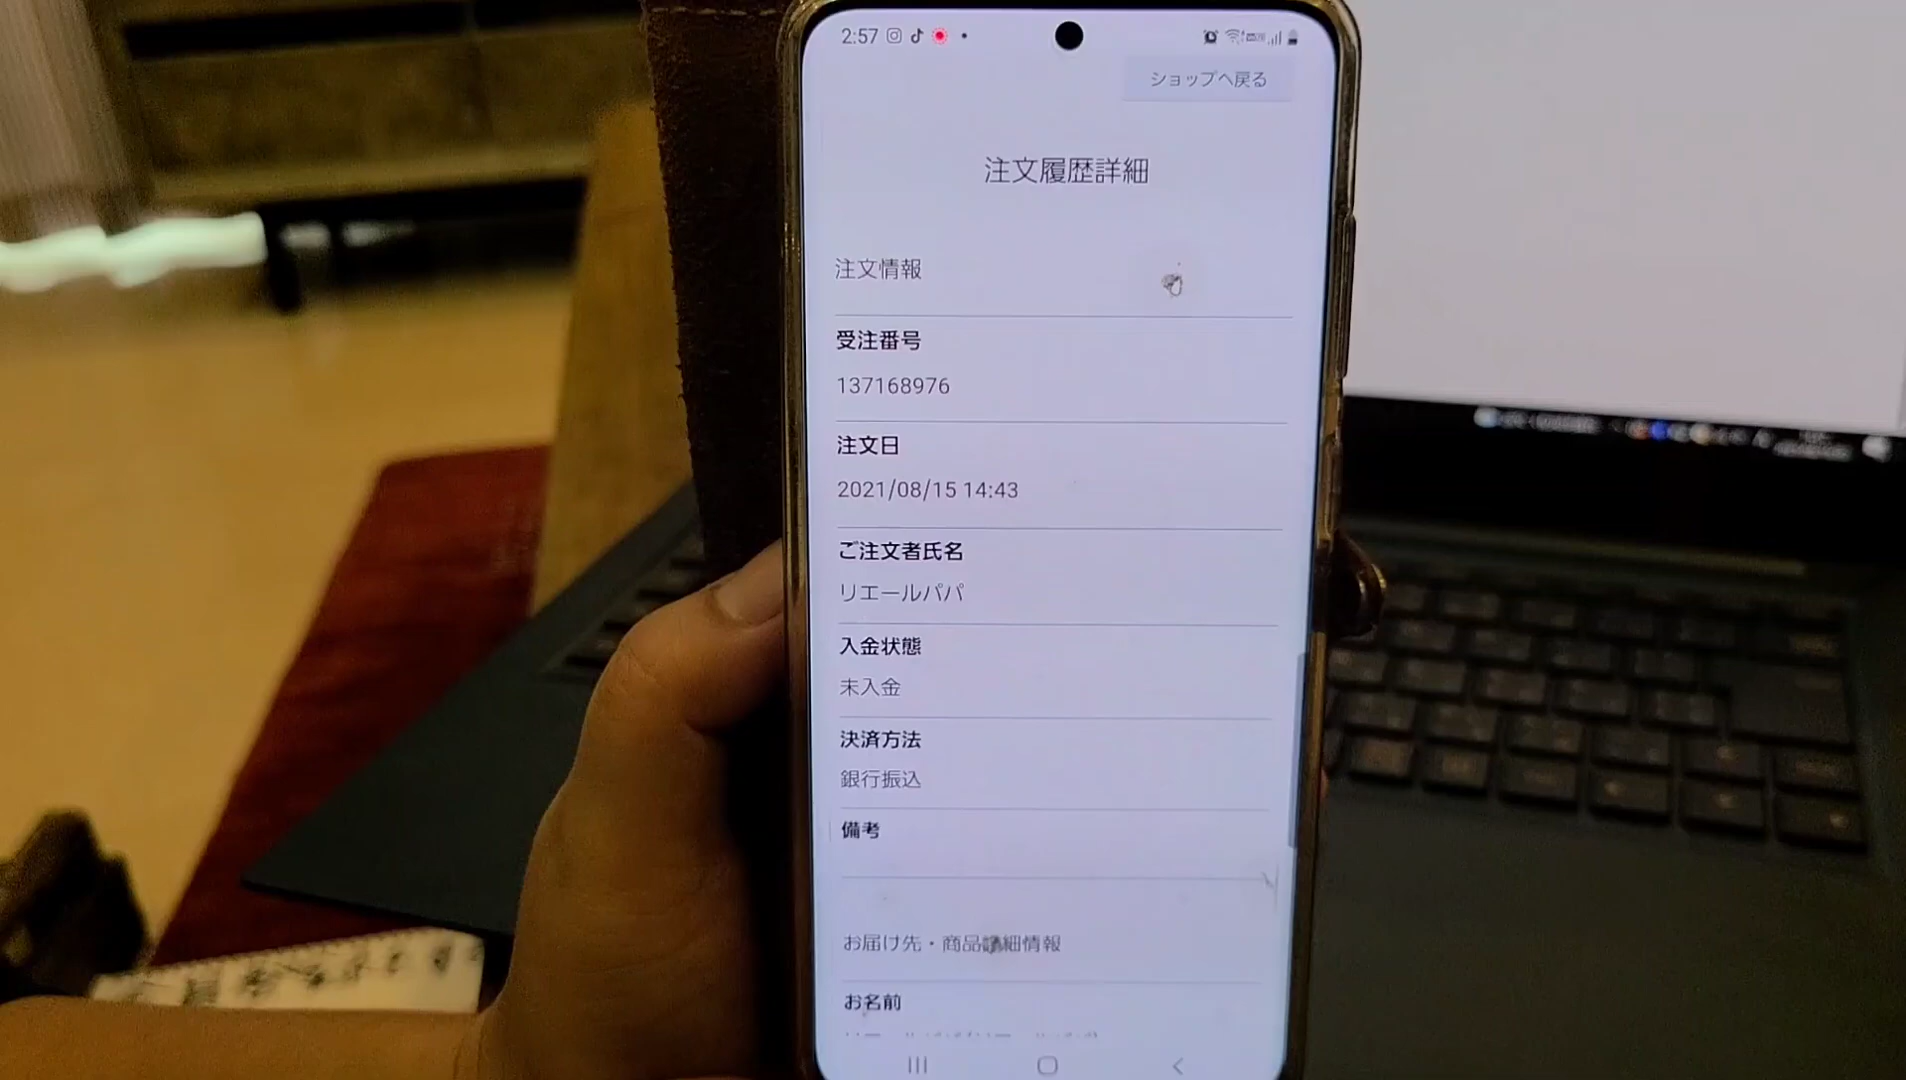 2:57
ショップへ戻る
注文履歴詳細
注文情報
受注番号
137168976
注文日
2021/08/15 14:43
ご注文者氏名
リエールパパ
入金状態
未入金
決済方法
銀行振込
備考
お届け先・商品詳細情報
お名前